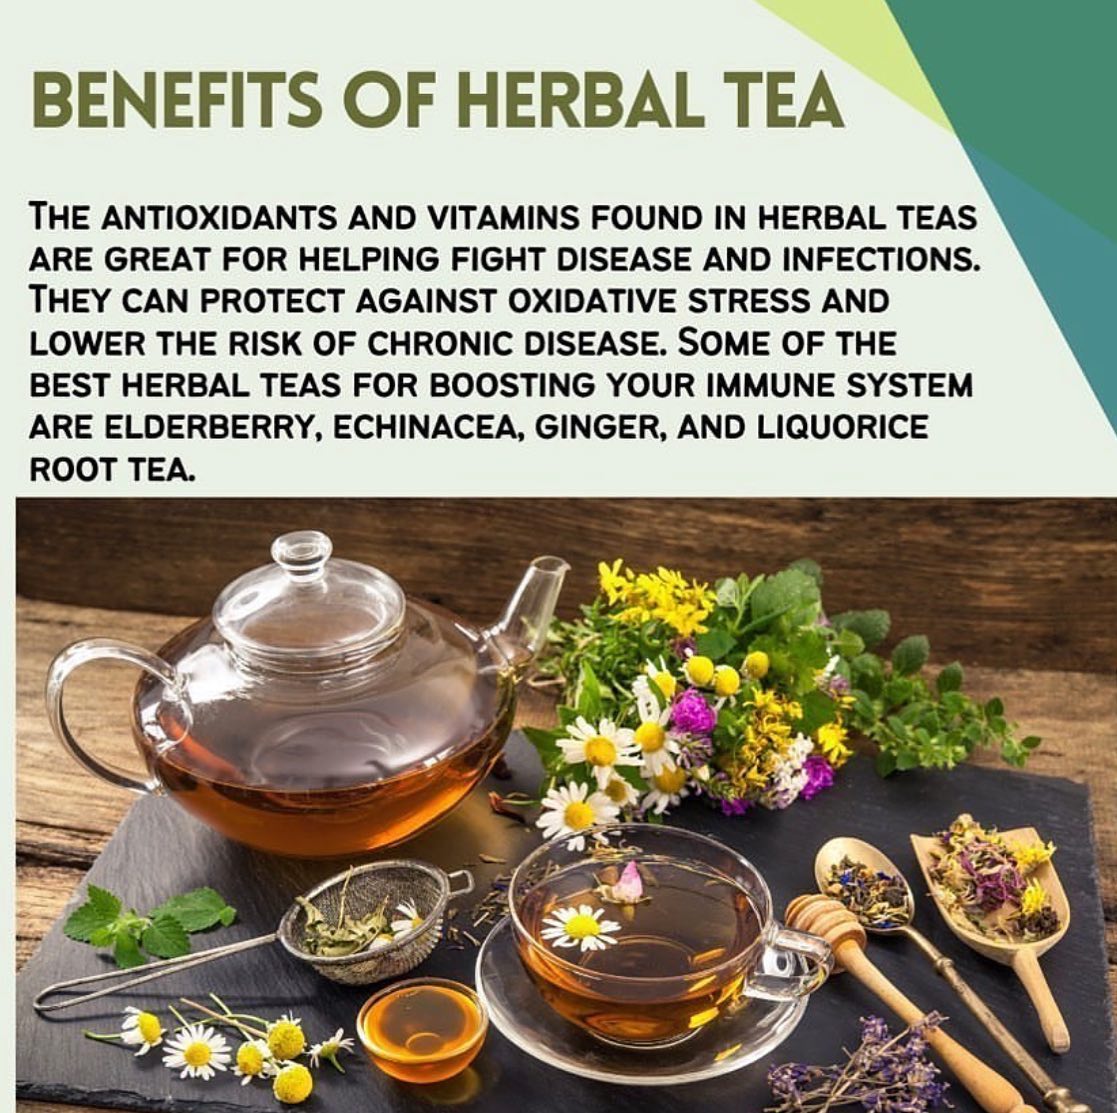 BENEFITS OF HERBAL TEA
THE ANTIOXIDANTS AND VITAMINS FOUND IN HERBAL TEAS
ARE GREAT FOR HELPING FIGHT DISEASE AND INFECTIONS.
THEY CAN PROTECT AGAINST OXIDATIVE STRESS AND
LOWER THE RISK OF CHRONIC DISEASE. SOME OF THE
BEST HERBAL TEAS FOR BOOSTING YOUR IMMUNE SYSTEM
ARE ELDERBERRY, ECHINACEA, GINGER, AND LIQUORICE
ROOT TEA.